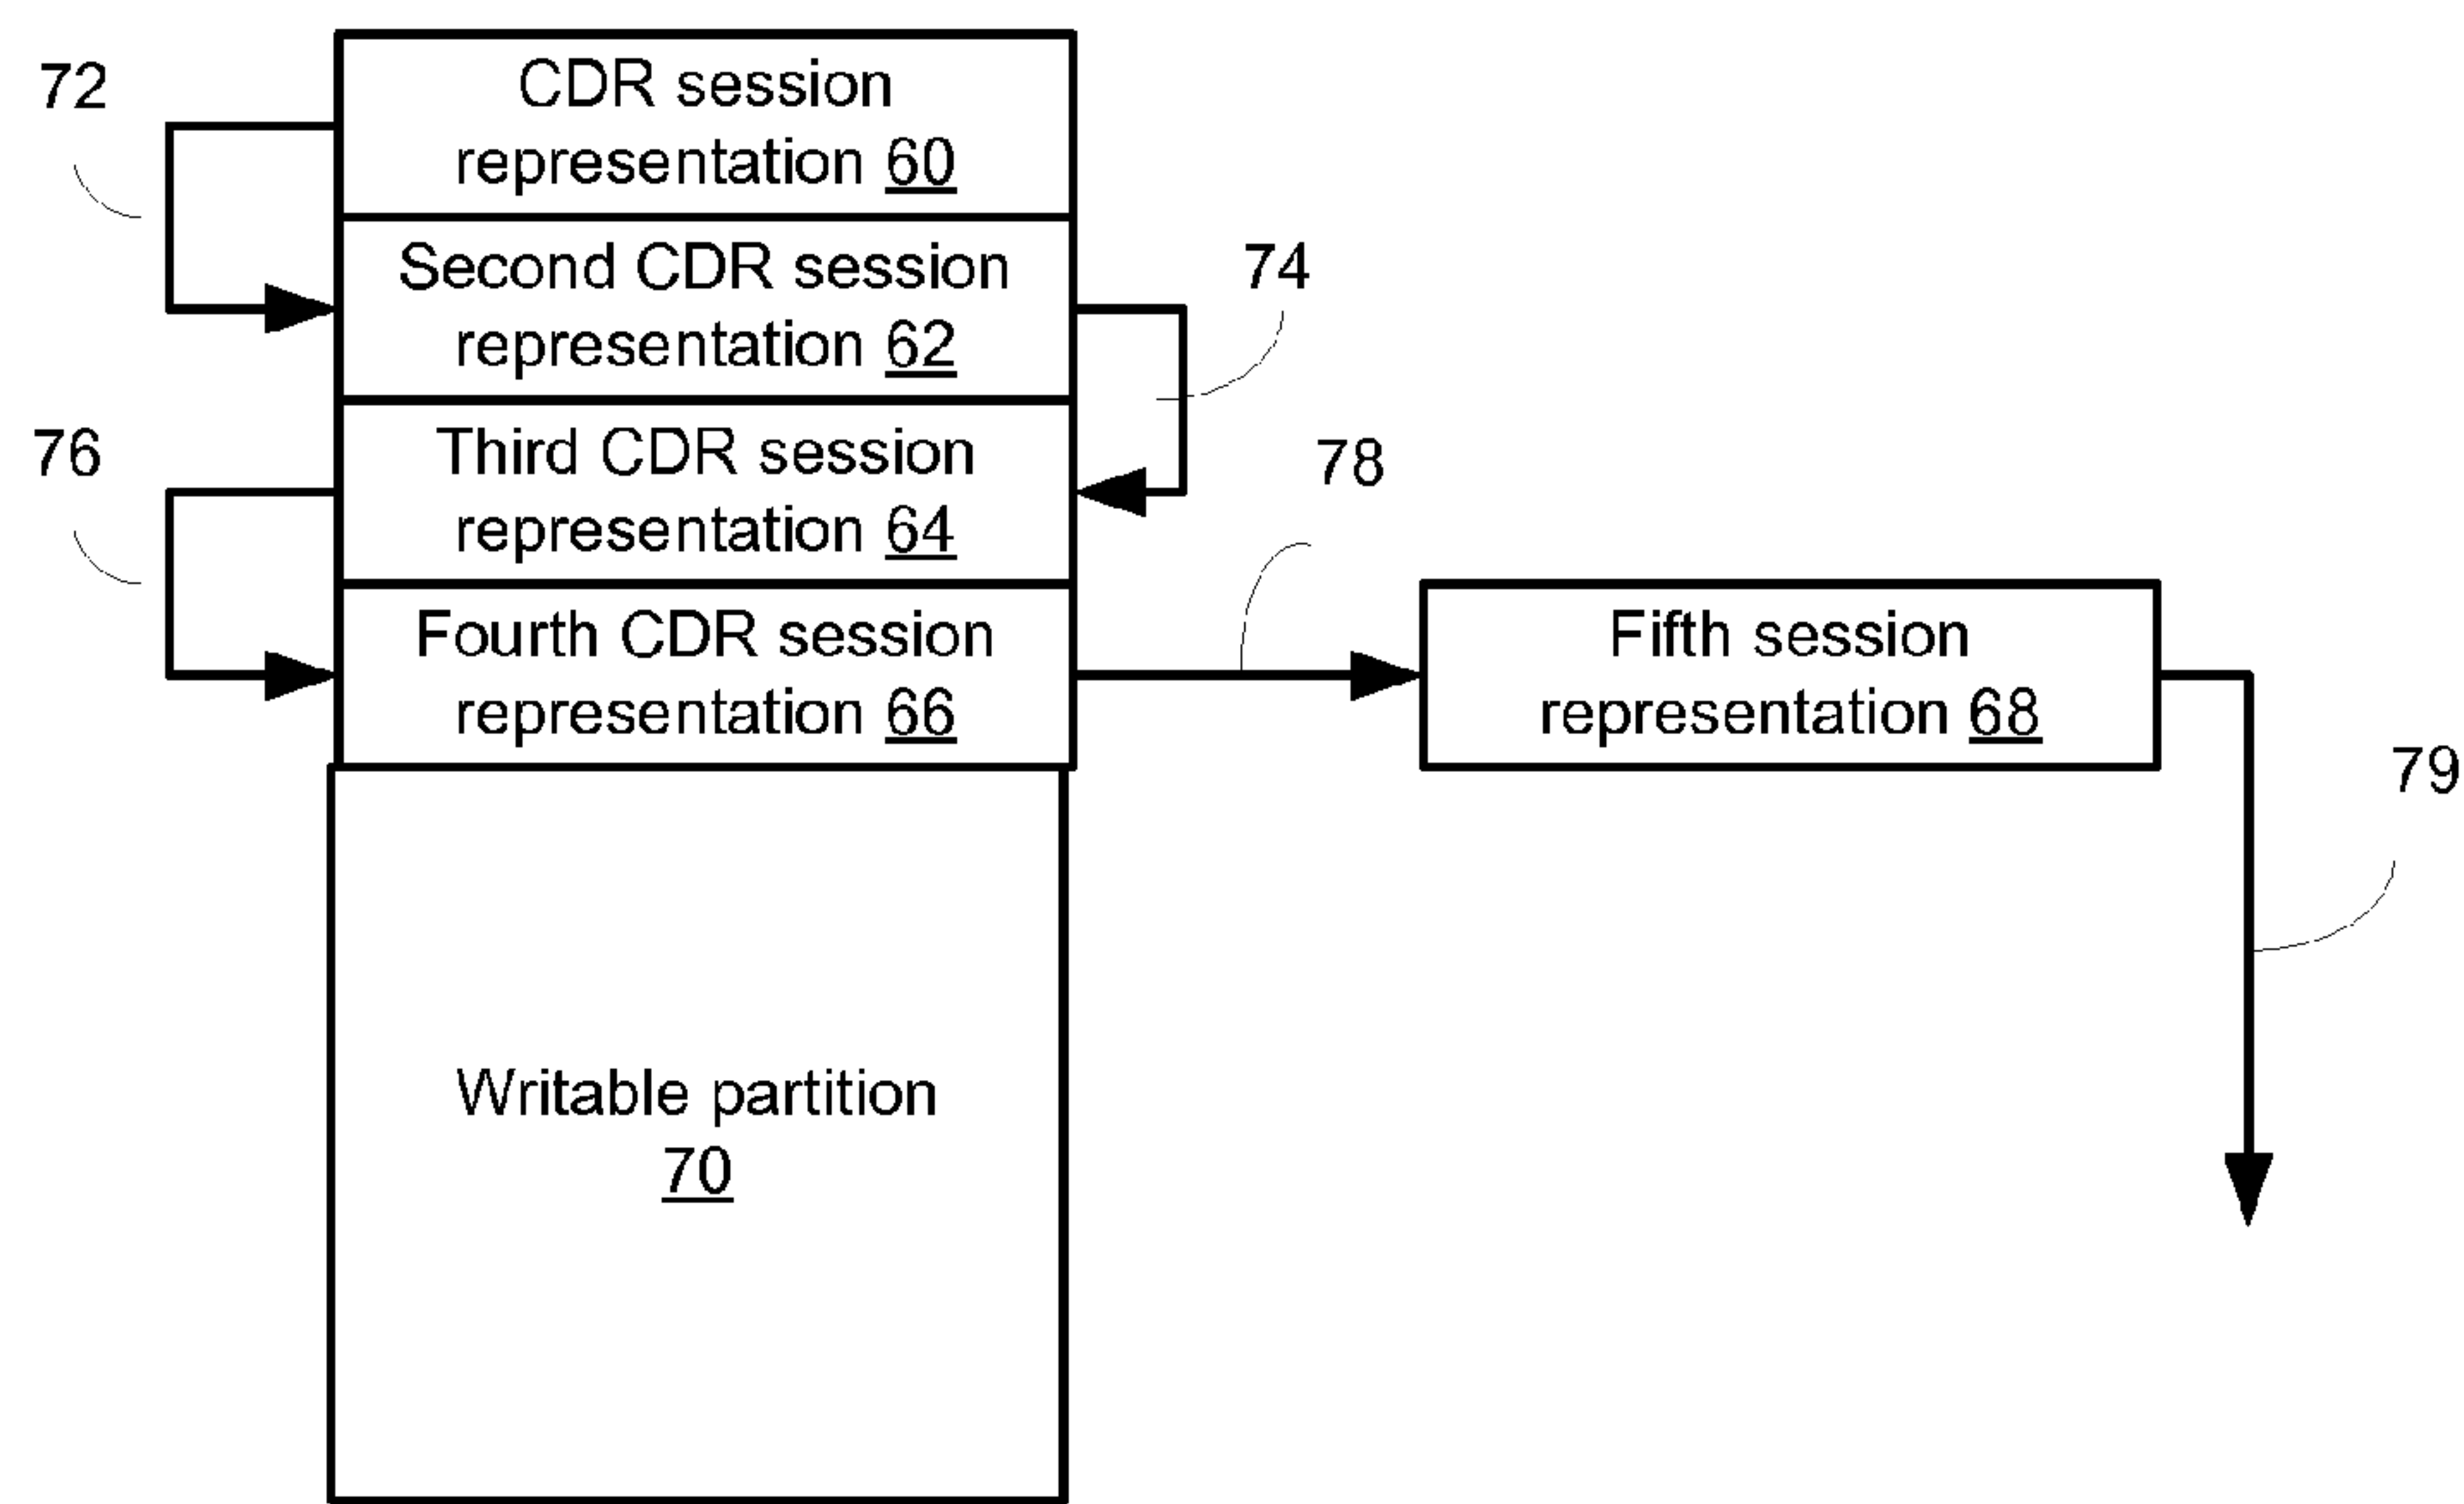 72
CDR session
representation 60
Second CDR session
representation 62
74
76
Third CDR session
representation 64
78
Fourth CDR session
representation 66
Fifth session
representation 68
79
Writable partition
70